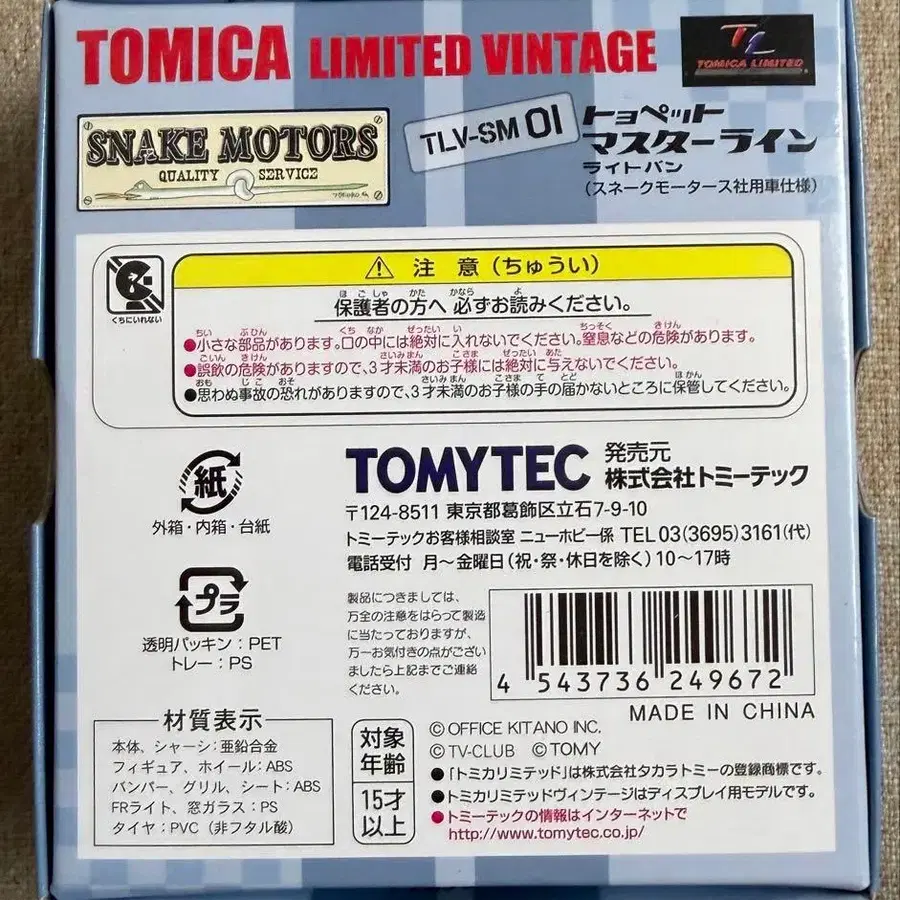 TOMICA LIMITED VINTAGE
TL
TOMICA LIMITED
SNAKE MOTORS
QUALITY SERVICE
TLV-SM 01
トヨペット
マスターライン
ライトバン
(スネークモータース社用車仕様)
くちにいれない
注 意 (ちゅうい)
保護者の方へ 必ずお読みください。
●小さな部品があります。口の中には絶対に入れないでください。窒息などの危険があります。
●誤飲の危険がありますので、3才未満のお子様には絶対に与えないでください。
●思わぬ事故の恐れがありますので、3才未満のお子様の手の届かないところに保管してください。
紙
外箱・内箱・台紙
プラ
透明パッキン:PET
トレー:PS
TOMYTEC 発売元
株式会社トミーテック
〒124-8511 東京都葛飾区立石7-9-10
トミーテックお客様相談室 ニューホビー係 TEL 03(3695)3161(代)
電話受付 月〜金曜日(祝・祭・休日を除く) 10〜17時
製品につきましては、
万全の注意をはらって製造
に当たっておりますが、
万一お気付きの点がござい
ましたら上記までご連絡
ください。
4 543736 249672
MADE IN CHINA
材質表示
本体、シャーシ:亜鉛合金
フィギュア、ホイール:ABS
バンパー、グリル、シート:ABS
FRライト、窓ガラス:PS
タイヤ:PVC(非フタル酸)
対象
年齢
15才
以上
©OFFICE KITANO INC.
©TV-CLUB ©TOMY
●「トミカリミテッド」は株式会社タカラトミーの登録商標です。
●トミカリミテッドヴィンテージはディスプレイ用モデルです。
●トミーテックの情報はインターネットで
http://www.tomytec.co.jp/